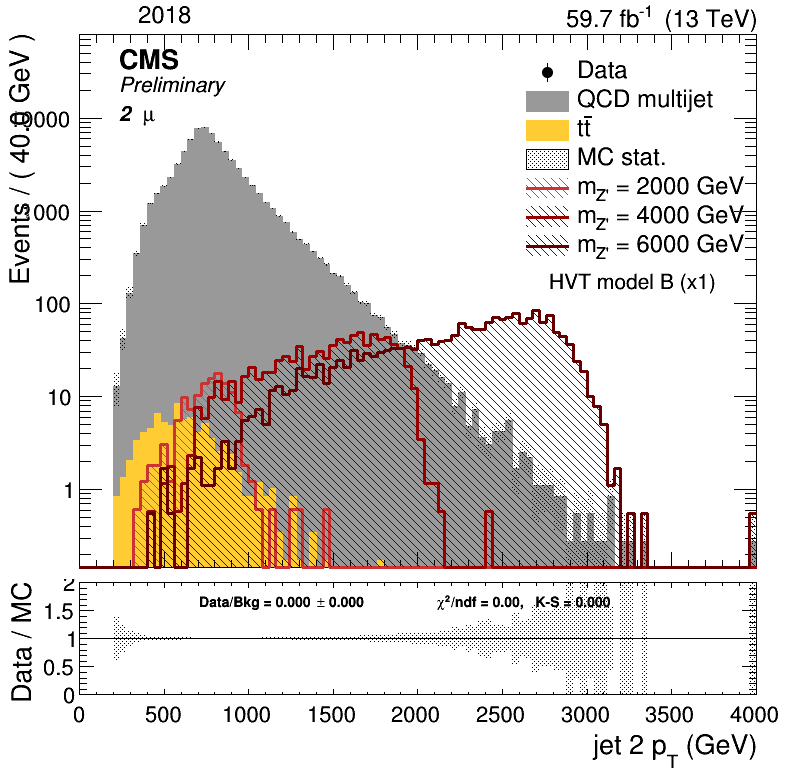 2018
59.7 fb⁻¹ (13 TeV)
CMS
Preliminary
2 μ
Data
QCD multijet
tt̄
MC stat.
m_Z' = 2000 GeV
m_Z' = 4000 GeV
m_Z' = 6000 GeV
HVT model B (x1)
Events / ( 40.0 GeV )
10000
1000
100
10
1
Data/Bkg = 0.000 ± 0.000
χ²/ndf = 0.00, K-S = 0.000
Data / MC
2
1.5
1
0.5
0
0 500 1000 1500 2000 2500 3000 3500 4000
jet 2 p_T (GeV)